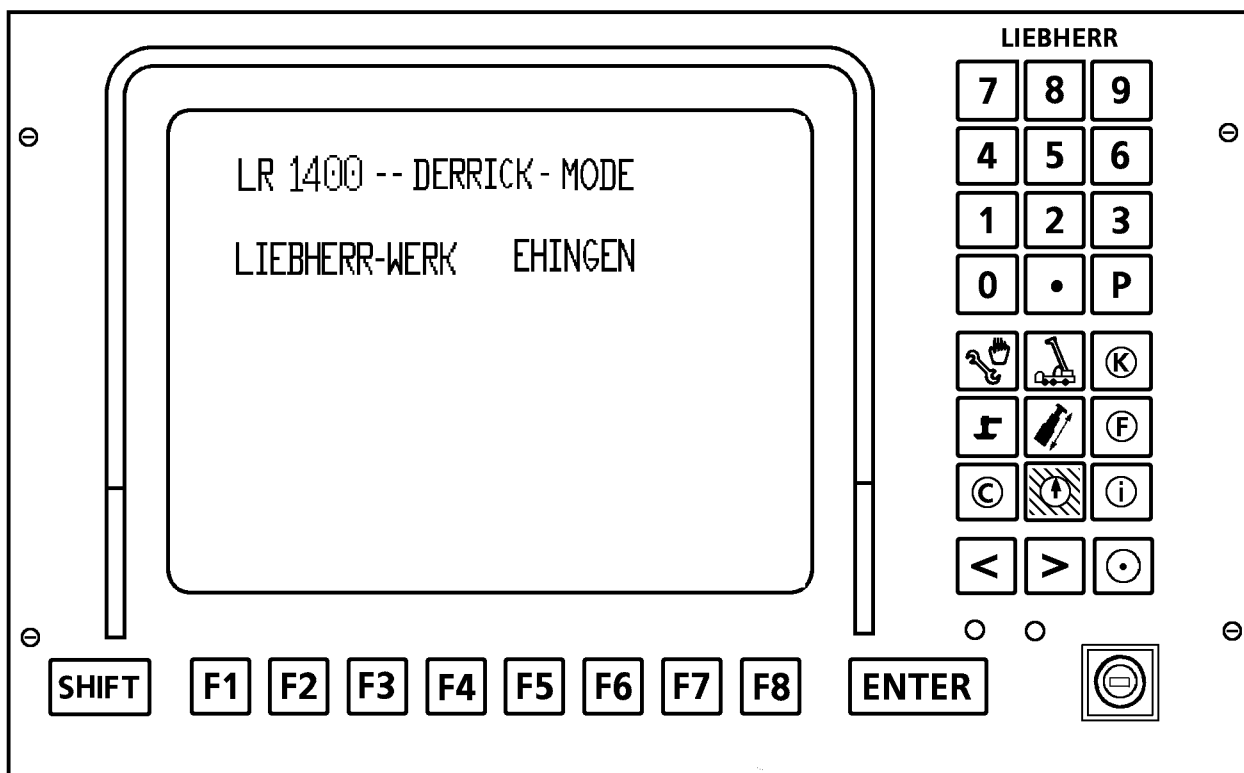 LIEBHERR
LR 1400 -- DERRICK - MODE
LIEBHERR-WERK EHINGEN
7 8 9
4 5 6
1 2 3
0 • P
K
F
C i
< >
SHIFT F1 F2 F3 F4 F5 F6 F7 F8 ENTER